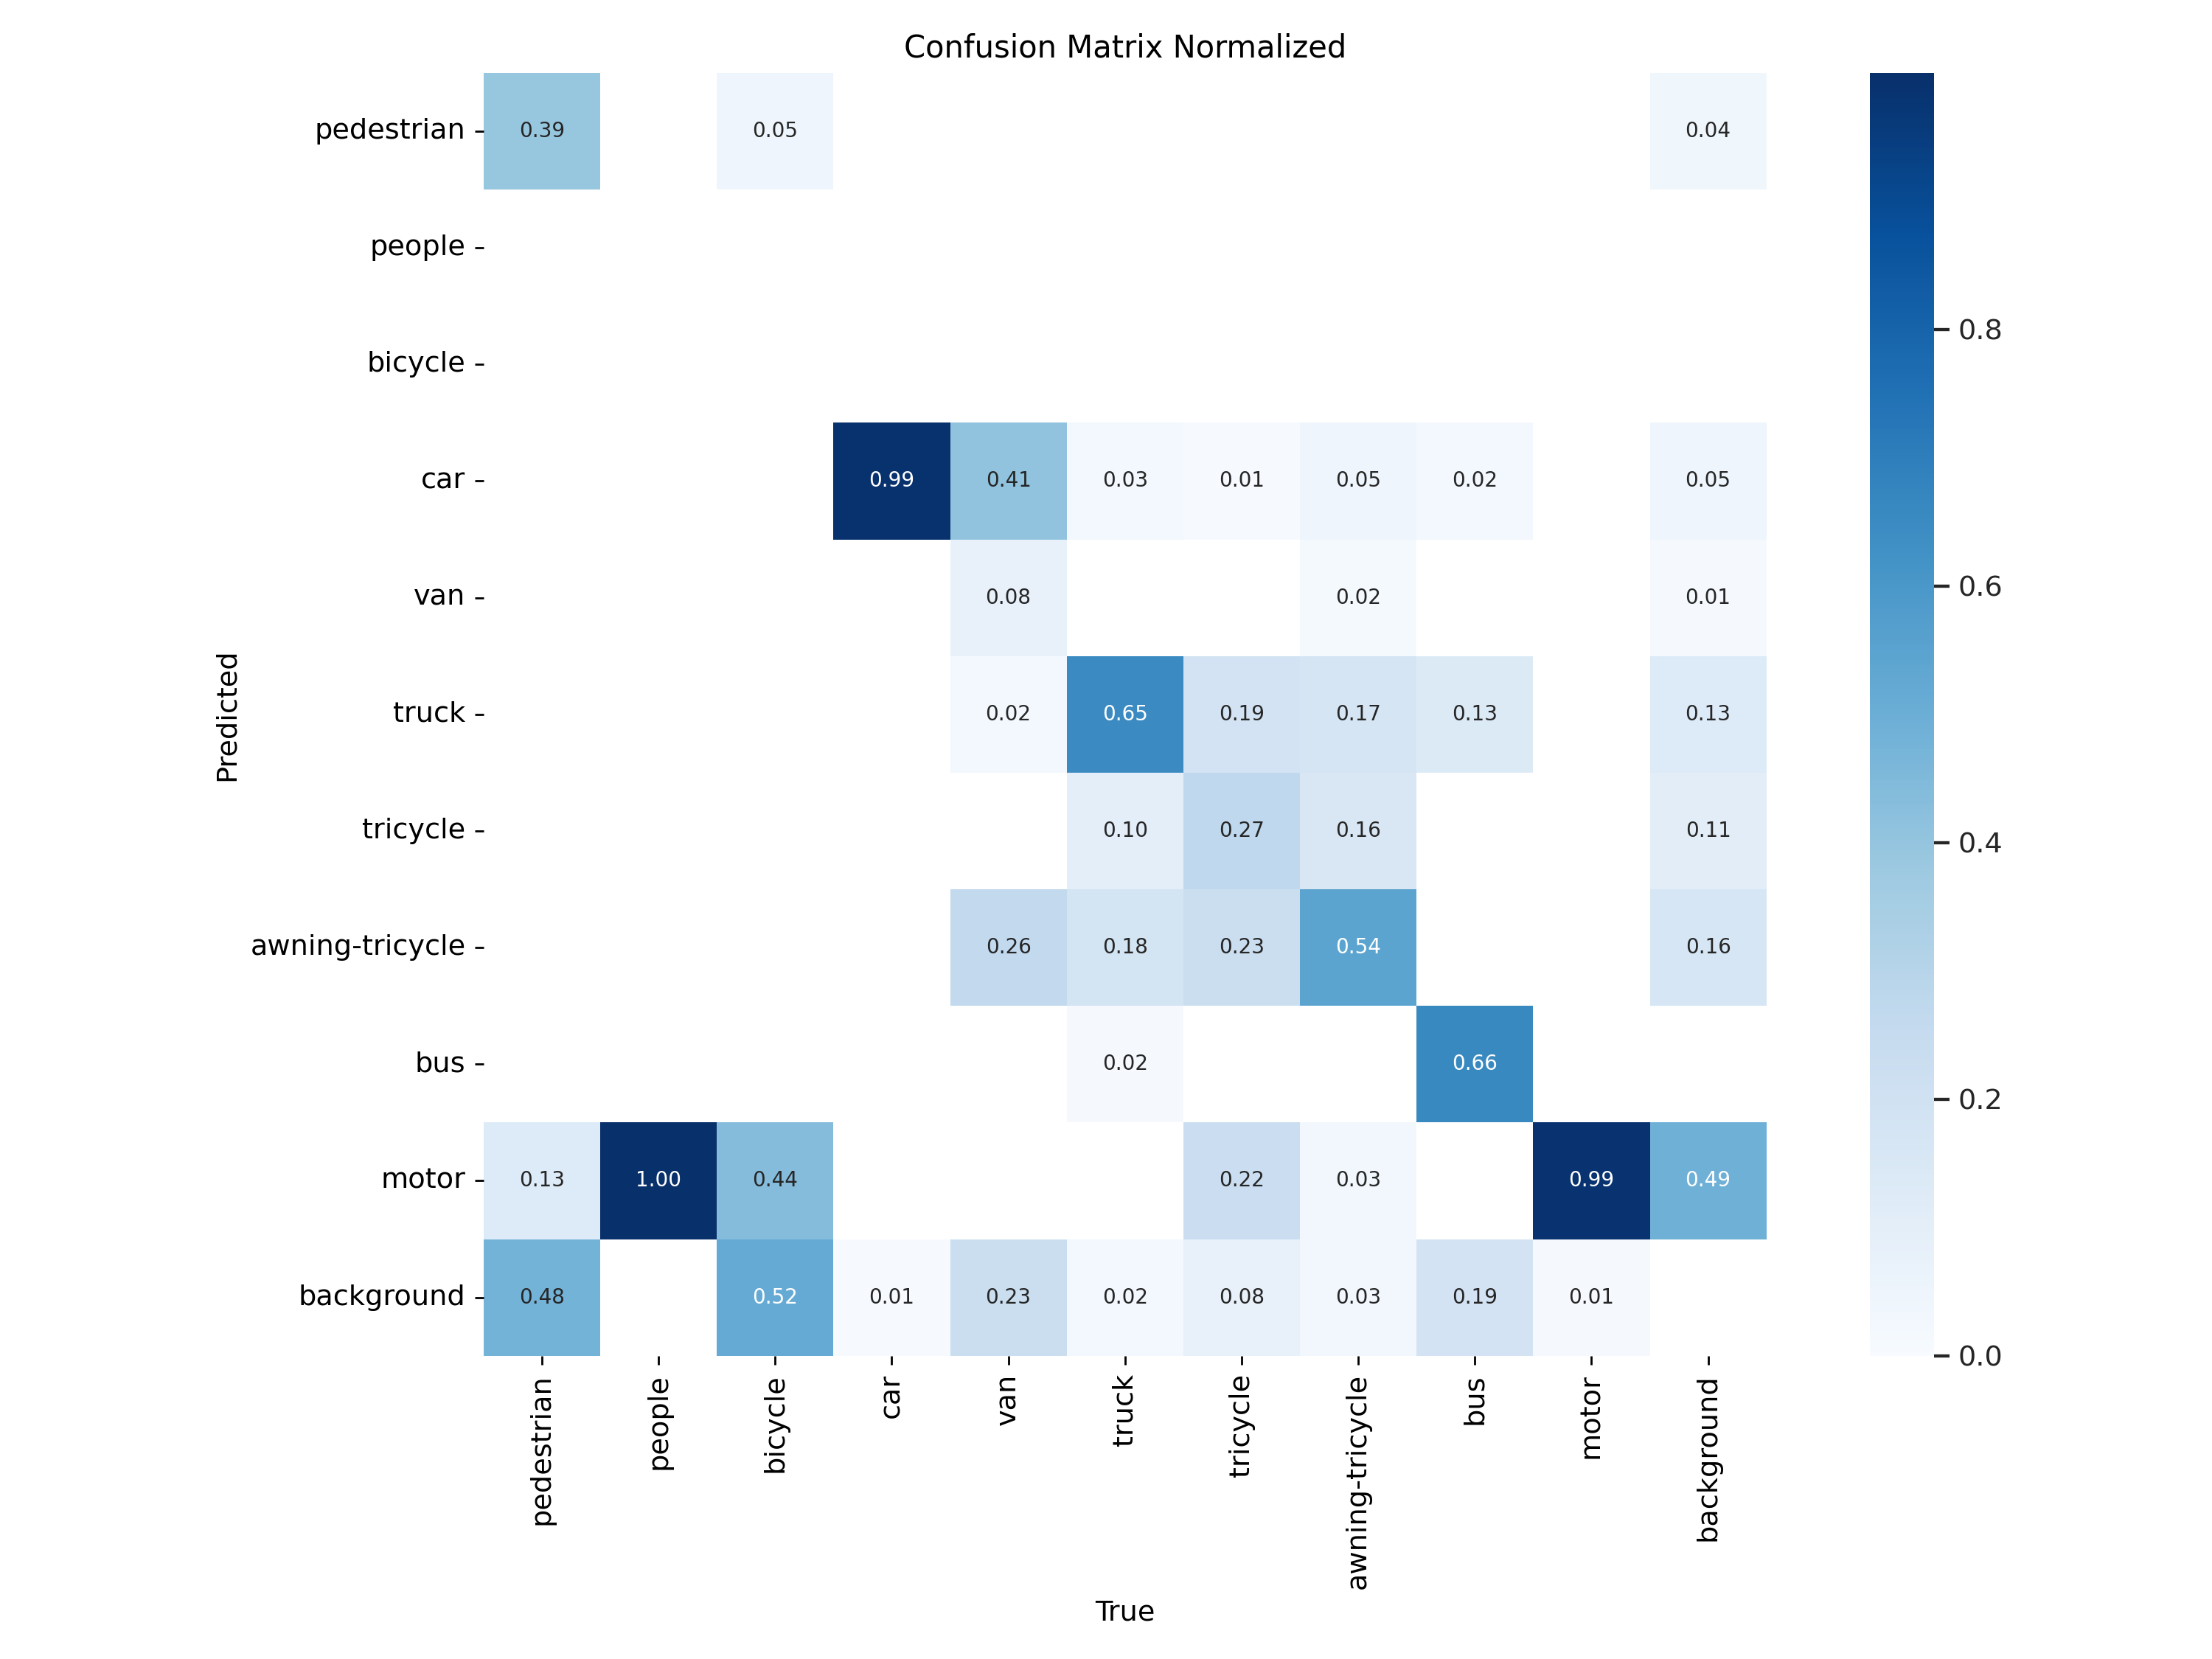 Confusion Matrix Normalized
pedestrian 0.39 0.05 0.04
people
bicycle
car 0.99 0.41 0.03 0.01 0.05 0.02 0.05
van 0.08 0.02 0.01
truck 0.02 0.65 0.19 0.17 0.13 0.13
tricycle 0.10 0.27 0.16 0.11
awning-tricycle 0.26 0.18 0.23 0.54 0.16
bus 0.02 0.66
motor 0.13 1.00 0.44 0.22 0.03 0.99 0.49
background 0.48 0.52 0.01 0.23 0.02 0.08 0.03 0.19 0.01
Predicted
pedestrian
people
bicycle
car
van
truck
tricycle
awning-tricycle
bus
motor
background
True
0.8
0.6
0.4
0.2
0.0